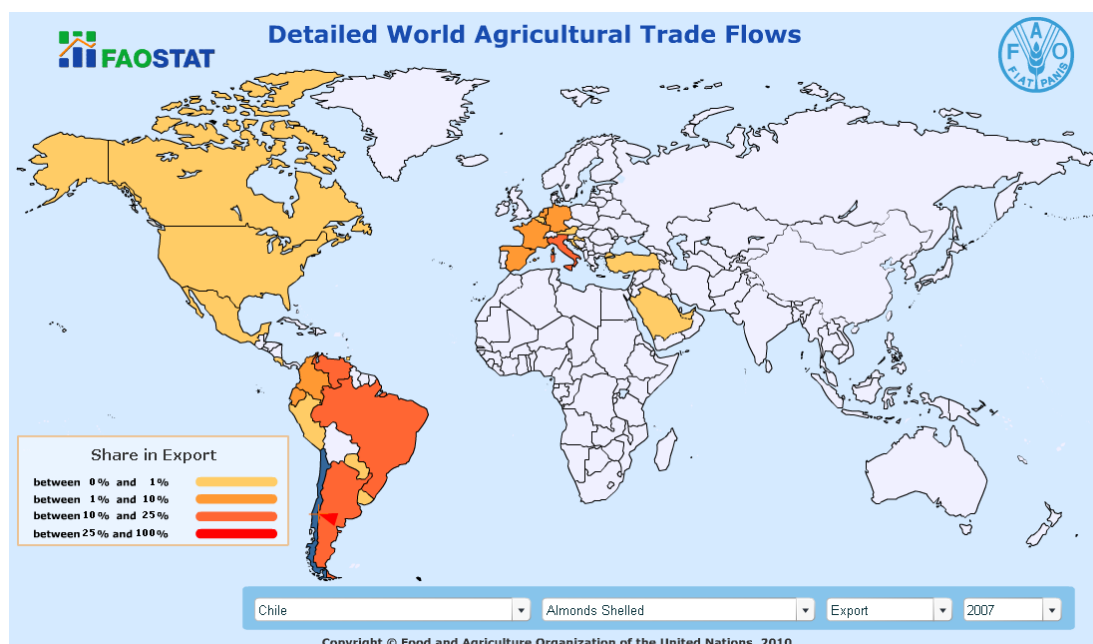 Detailed World Agricultural Trade Flows
FAOSTAT
F A O
FIAT PANIS
Share in Export
between 0% and 1%
between 1% and 10%
between 10% and 25%
between 25% and 100%
Chile
Almonds Shelled
Export
2007
Copyright © Food and Agriculture Organization of the United Nations, 2010